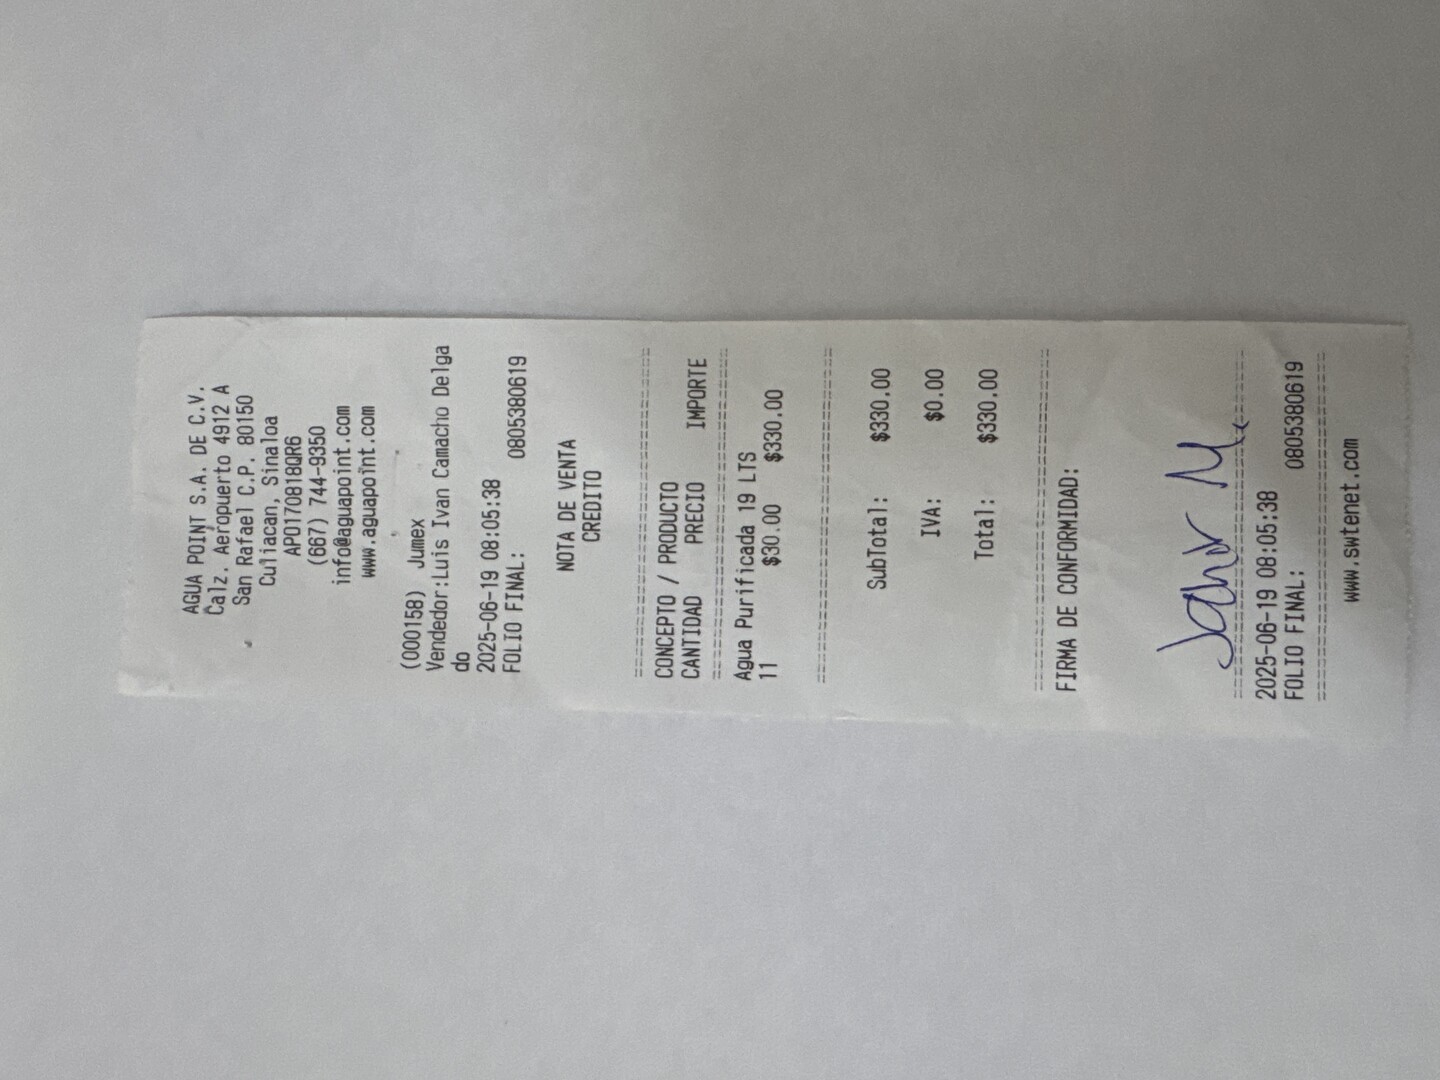 AGUA POINT S.A. DE C.V.
Calz. Aeropuerto 4912 A
San Rafael C.P. 80150
Culiacan, Sinaloa
APO170818QR6
(667) 744-9350
info@aguapoint.com
www.aguapoint.com
(000158) Jumex
Vendedor:Luis Ivan Camacho Delga
do
2025-06-19 08:05:38
FOLIO FINAL: 0805380619
NOTA DE VENTA
CREDITO
CONCEPTO / PRODUCTO
CANTIDAD PRECIO IMPORTE
Agua Purificada 19 LTS
11 $30.00 $330.00
SubTotal: $330.00
IVA: $0.00
Total: $330.00
FIRMA DE CONFORMIDAD:
2025-06-19 08:05:38
FOLIO FINAL: 0805380619
www.swtenet.com